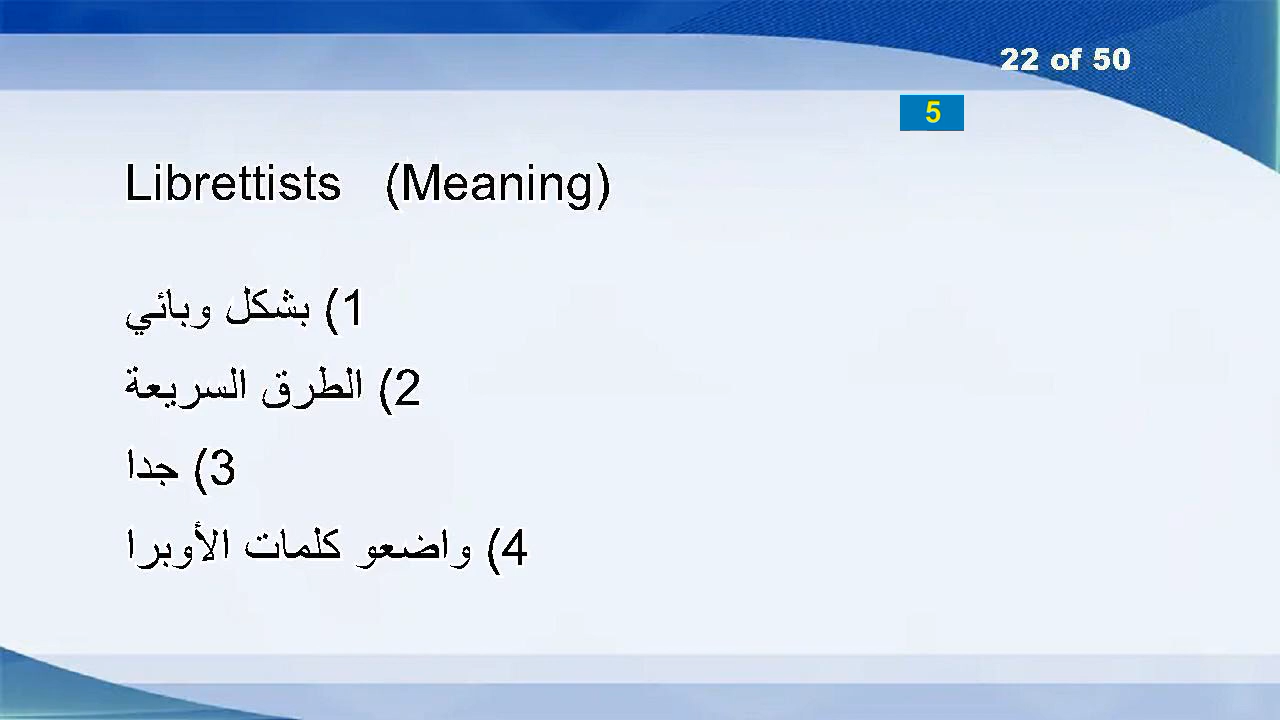 22 of 50
5
Librettists (Meaning)
1) بشكل وبائي
2) الطرق السريعة
3) جدا
4) واضعو كلمات الأوبرا